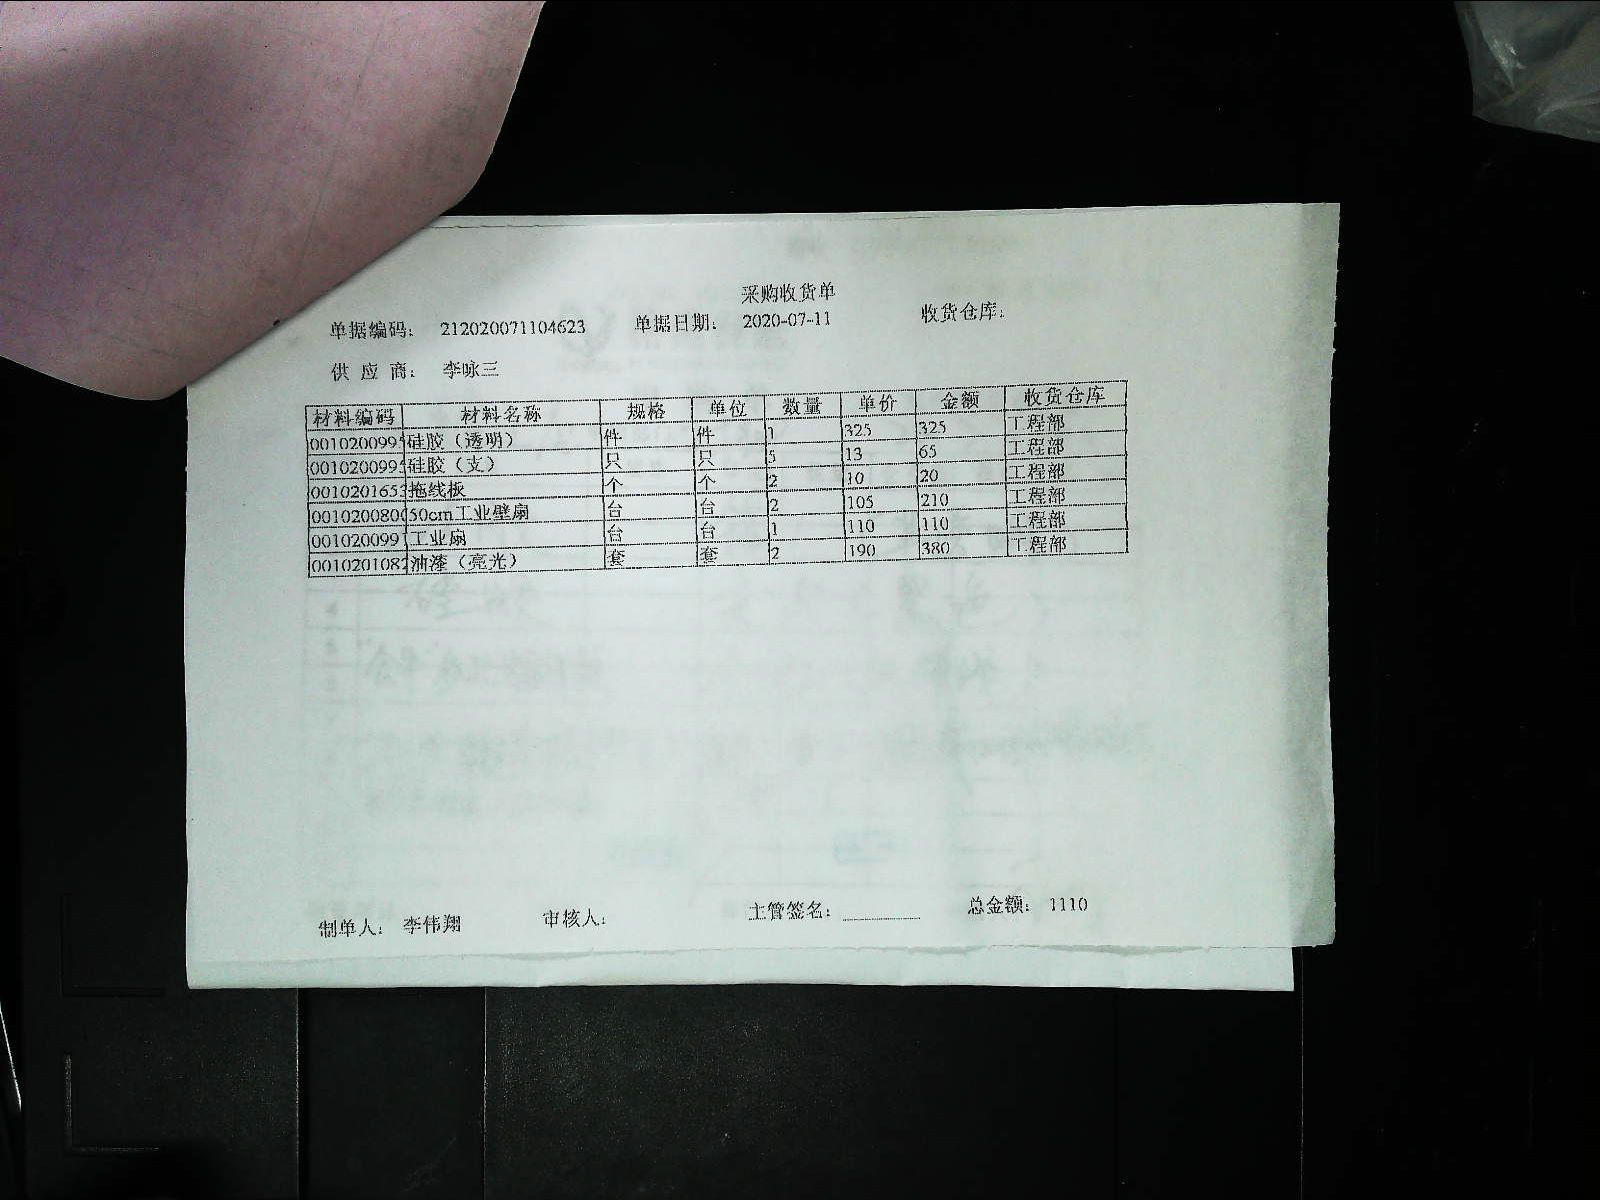 采购收货单
单据编码: 212020071104623 单据日期: 2020-07-11 收货仓库:
供 应 商: 李咏三
材料编码 材料名称 规格 单位 数量 单价 金额 收货仓库
001020099 硅胶（透明） 件 件 1 325 325 工程部
001020099 硅胶（支） 只 只 5 13 65 工程部
001020165 拖线板 个 个 2 10 20 工程部
001020080 50cm工业壁扇 台 台 2 105 210 工程部
001020099 工业扇 台 台 1 110 110 工程部
001020108 油漆（亮光） 套 套 2 190 380 工程部
制单人: 李伟翔 审核人: 主管签名: 总金额: 1110